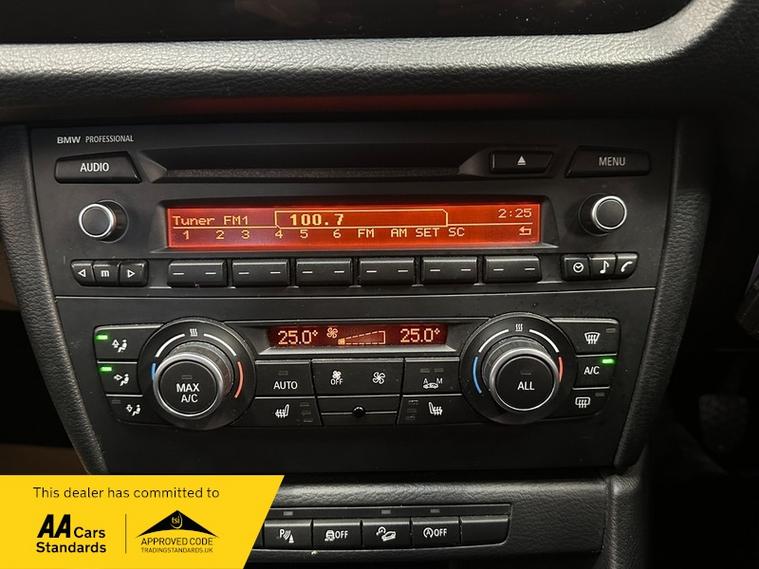 BMW PROFESSIONAL
AUDIO
MENU
Tuner FM1 100.7 2:25
1 2 3 4 5 6 FM AM SET SC
m
25.0° 25.0°
MAX A/C
AUTO
OFF
A M
ALL
A/C
This dealer has committed to
AA Cars
Standards
tsi
APPROVED CODE
TRADINGSTANDARDS.UK
P OFF OFF